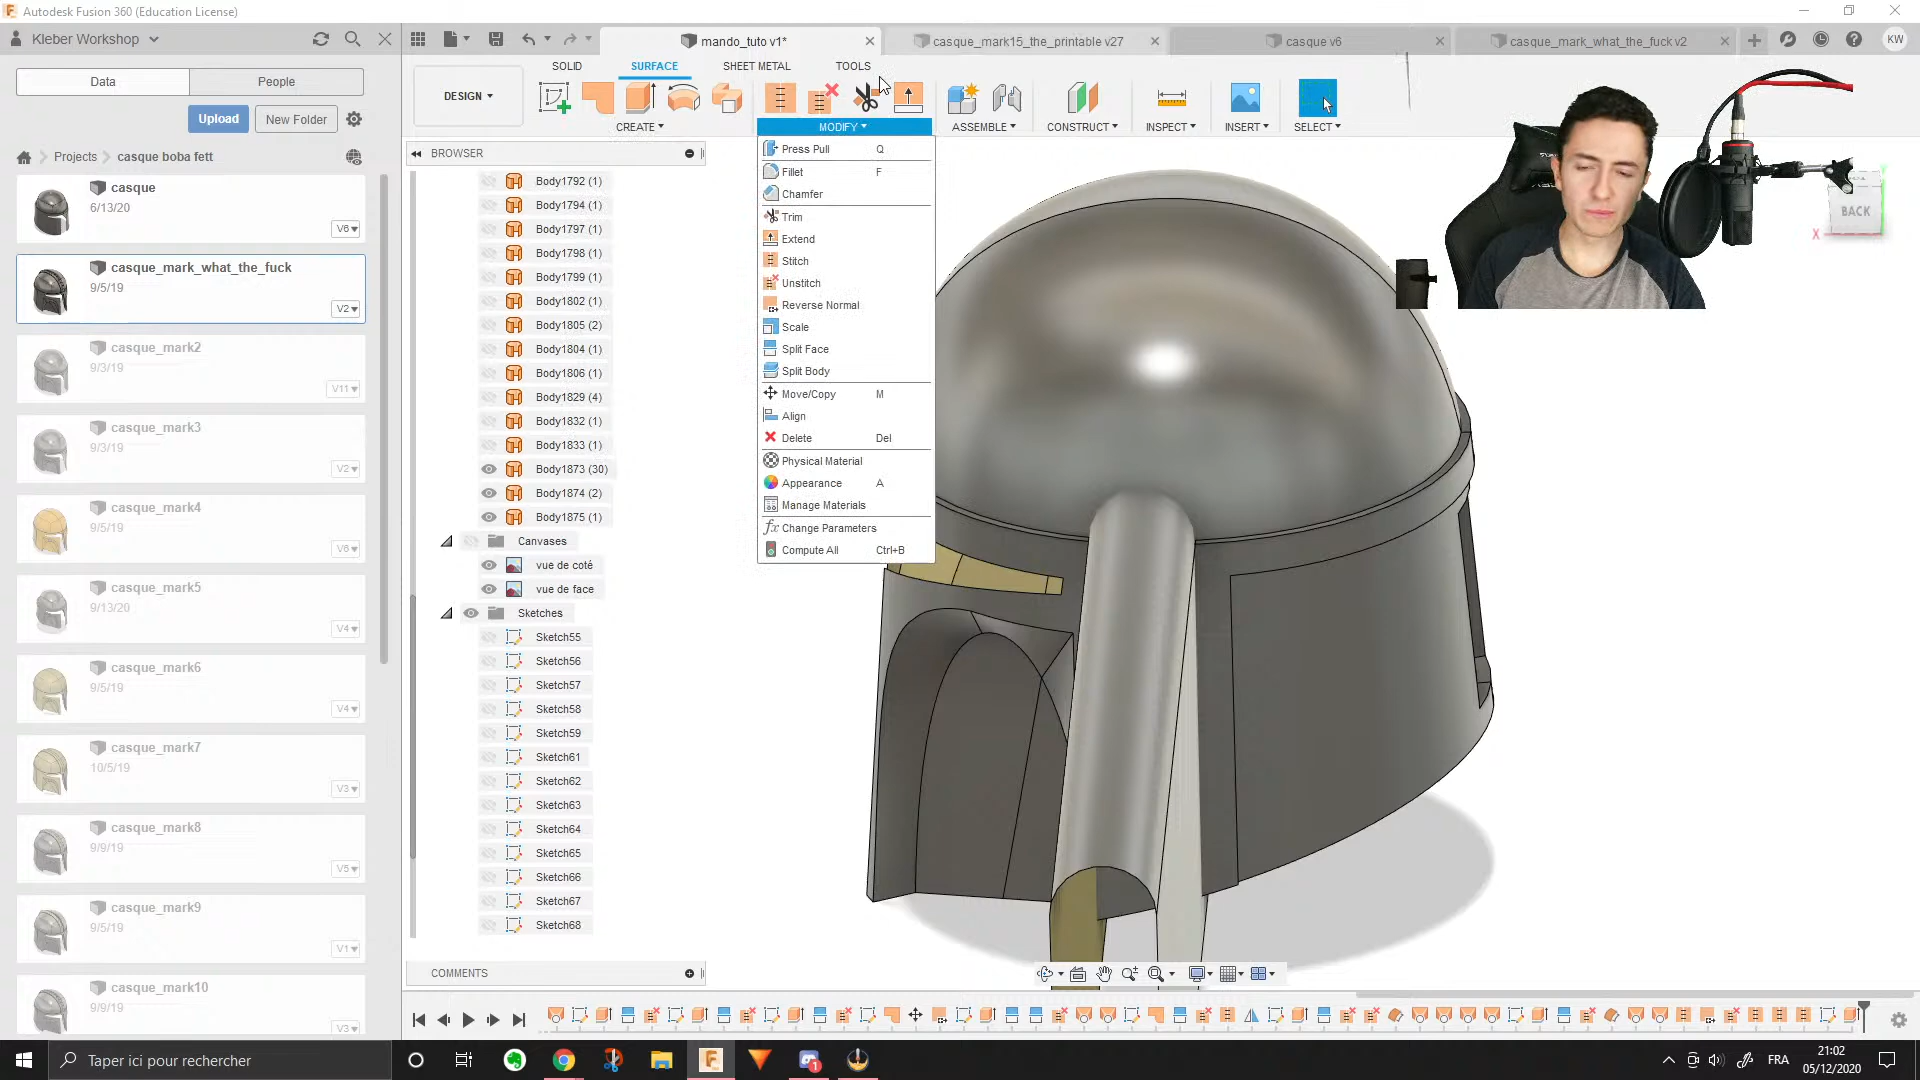 Autodesk Fusion 360 (Education License)
Kleber Workshop
mando_tuto v1*
casque_mark15_the_printable v27
casque v6
casque_mark_what_the_fuck v2
KW
Data
People
Upload
New Folder
Projects
casque boba fett
casque
6/13/20
V6
casque_mark_what_the_fuck
9/5/19
V2
casque_mark2
9/3/19
V11
casque_mark3
9/3/19
V2
casque_mark4
9/5/19
V6
casque_mark5
9/13/20
V4
casque_mark6
9/5/19
V4
casque_mark7
10/5/19
V3
casque_mark8
9/9/19
V5
casque_mark9
9/5/19
V1
casque_mark10
9/9/19
V3
DESIGN
SOLID
SURFACE
SHEET METAL
TOOLS
CREATE
MODIFY
ASSEMBLE
CONSTRUCT
INSPECT
INSERT
SELECT
BROWSER
Body1792 (1)
Body1794 (1)
Body1797 (1)
Body1798 (1)
Body1799 (1)
Body1802 (1)
Body1805 (2)
Body1804 (1)
Body1806 (1)
Body1829 (4)
Body1832 (1)
Body1833 (1)
Body1873 (30)
Body1874 (2)
Body1875 (1)
Canvases
vue de coté
vue de face
Sketches
Sketch55
Sketch56
Sketch57
Sketch58
Sketch59
Sketch61
Sketch62
Sketch63
Sketch64
Sketch65
Sketch66
Sketch67
Sketch68
COMMENTS
Press Pull Q
Fillet F
Chamfer
Trim
Extend
Stitch
Unstitch
Reverse Normal
Scale
Split Face
Split Body
Move/Copy M
Align
Delete Del
Physical Material
Appearance A
Manage Materials
fx Change Parameters
Compute All Ctrl+B
BACK
X
Taper ici pour rechercher
FRA
21:02
05/12/2020